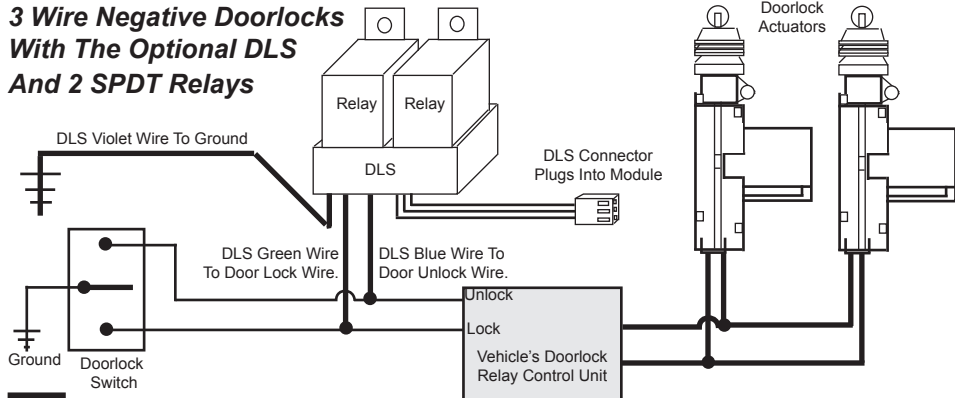 3 Wire Negative Doorlocks
With The Optional DLS
And 2 SPDT Relays
Doorlock
Actuators
Relay
Relay
DLS Violet Wire To Ground
DLS
DLS Connector
Plugs Into Module
DLS Green Wire
To Door Lock Wire.
DLS Blue Wire To
Door Unlock Wire.
Unlock
Lock
Vehicle's Doorlock
Relay Control Unit
Ground
Doorlock
Switch